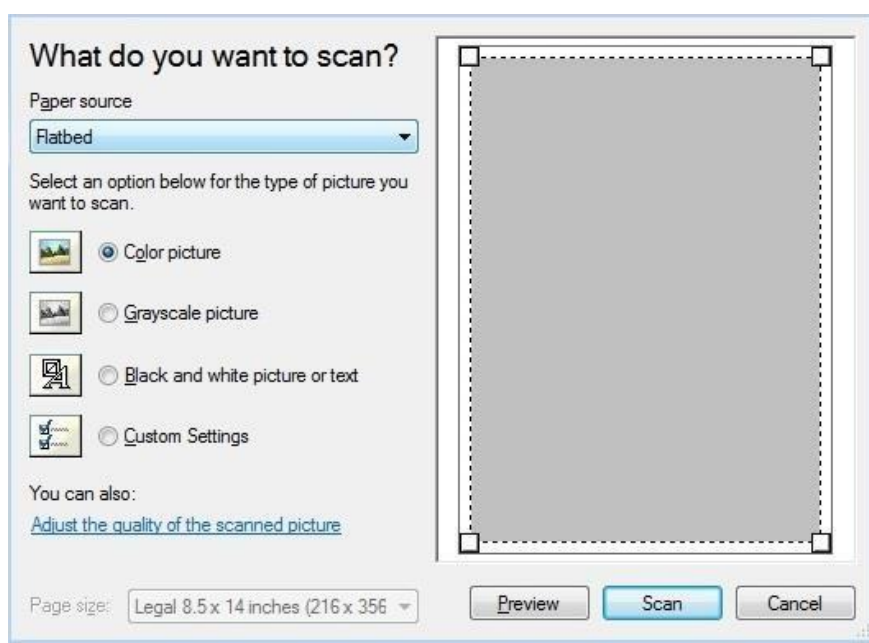 What do you want to scan?
Paper source
Flatbed
Select an option below for the type of picture you
want to scan.
Color picture
Grayscale picture
Black and white picture or text
Custom Settings
You can also:
Adjust the quality of the scanned picture
Page size: Legal 8.5 x 14 inches (216 x 356
Preview Scan Cancel